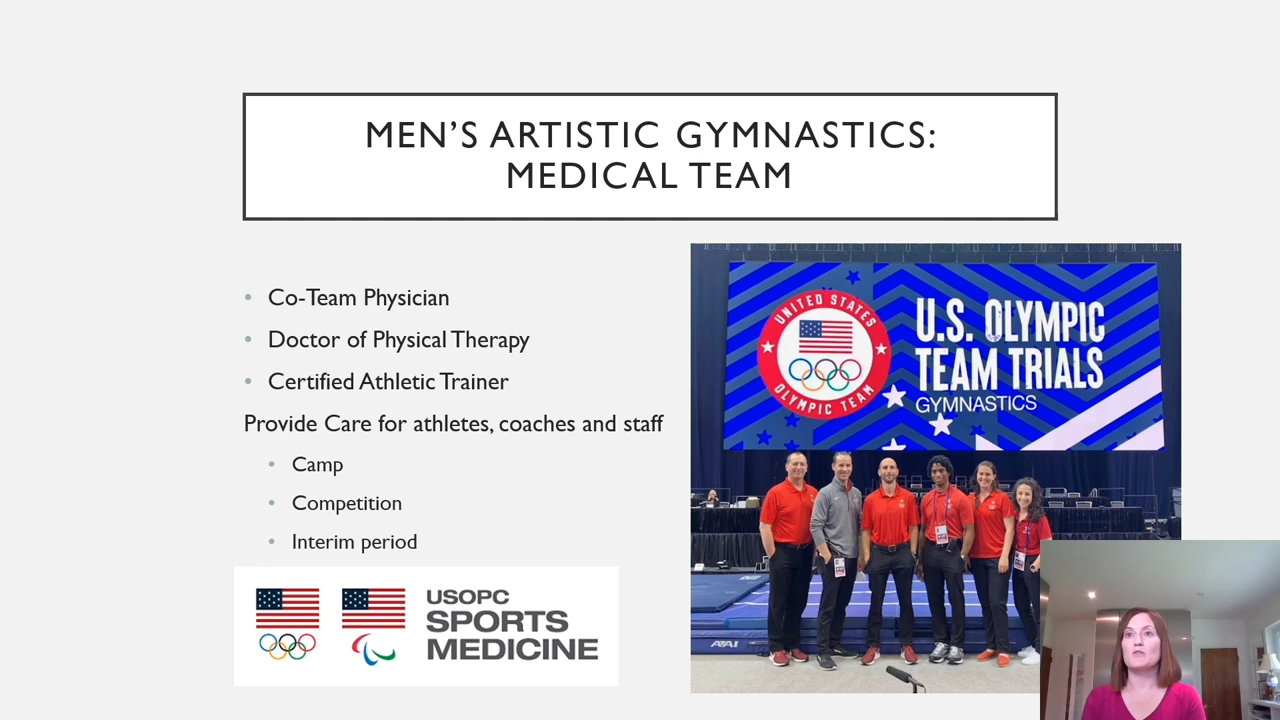 MEN’S ARTISTIC GYMNASTICS:
MEDICAL TEAM
• Co-Team Physician
• Doctor of Physical Therapy
• Certified Athletic Trainer
Provide Care for athletes, coaches and staff
• Camp
• Competition
• Interim period
USOPC
SPORTS
MEDICINE
UNITED STATES
OLYMPIC TEAM
U.S. OLYMPIC
TEAM TRIALS
GYMNASTICS
AAI